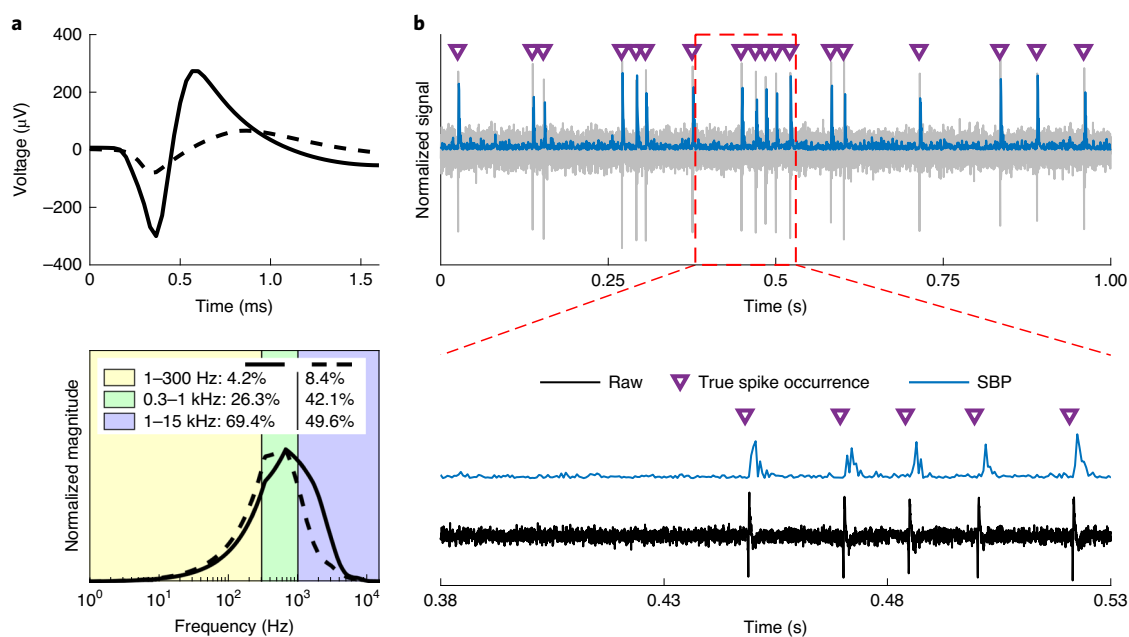 a
400
200
0
–200
–400
Voltage (µV)
0
0.5
1.0
1.5
Time (ms)
1–300 Hz: 4.2%
8.4%
0.3–1 kHz: 26.3%
42.1%
1–15 kHz: 69.4%
49.6%
Normalized magnitude
10⁰
10¹
10²
10³
10⁴
Frequency (Hz)
b
Normalized signal
0
0.25
0.5
0.75
1.00
Time (s)
Raw
True spike occurrence
SBP
0.38
0.43
0.48
0.53
Time (s)